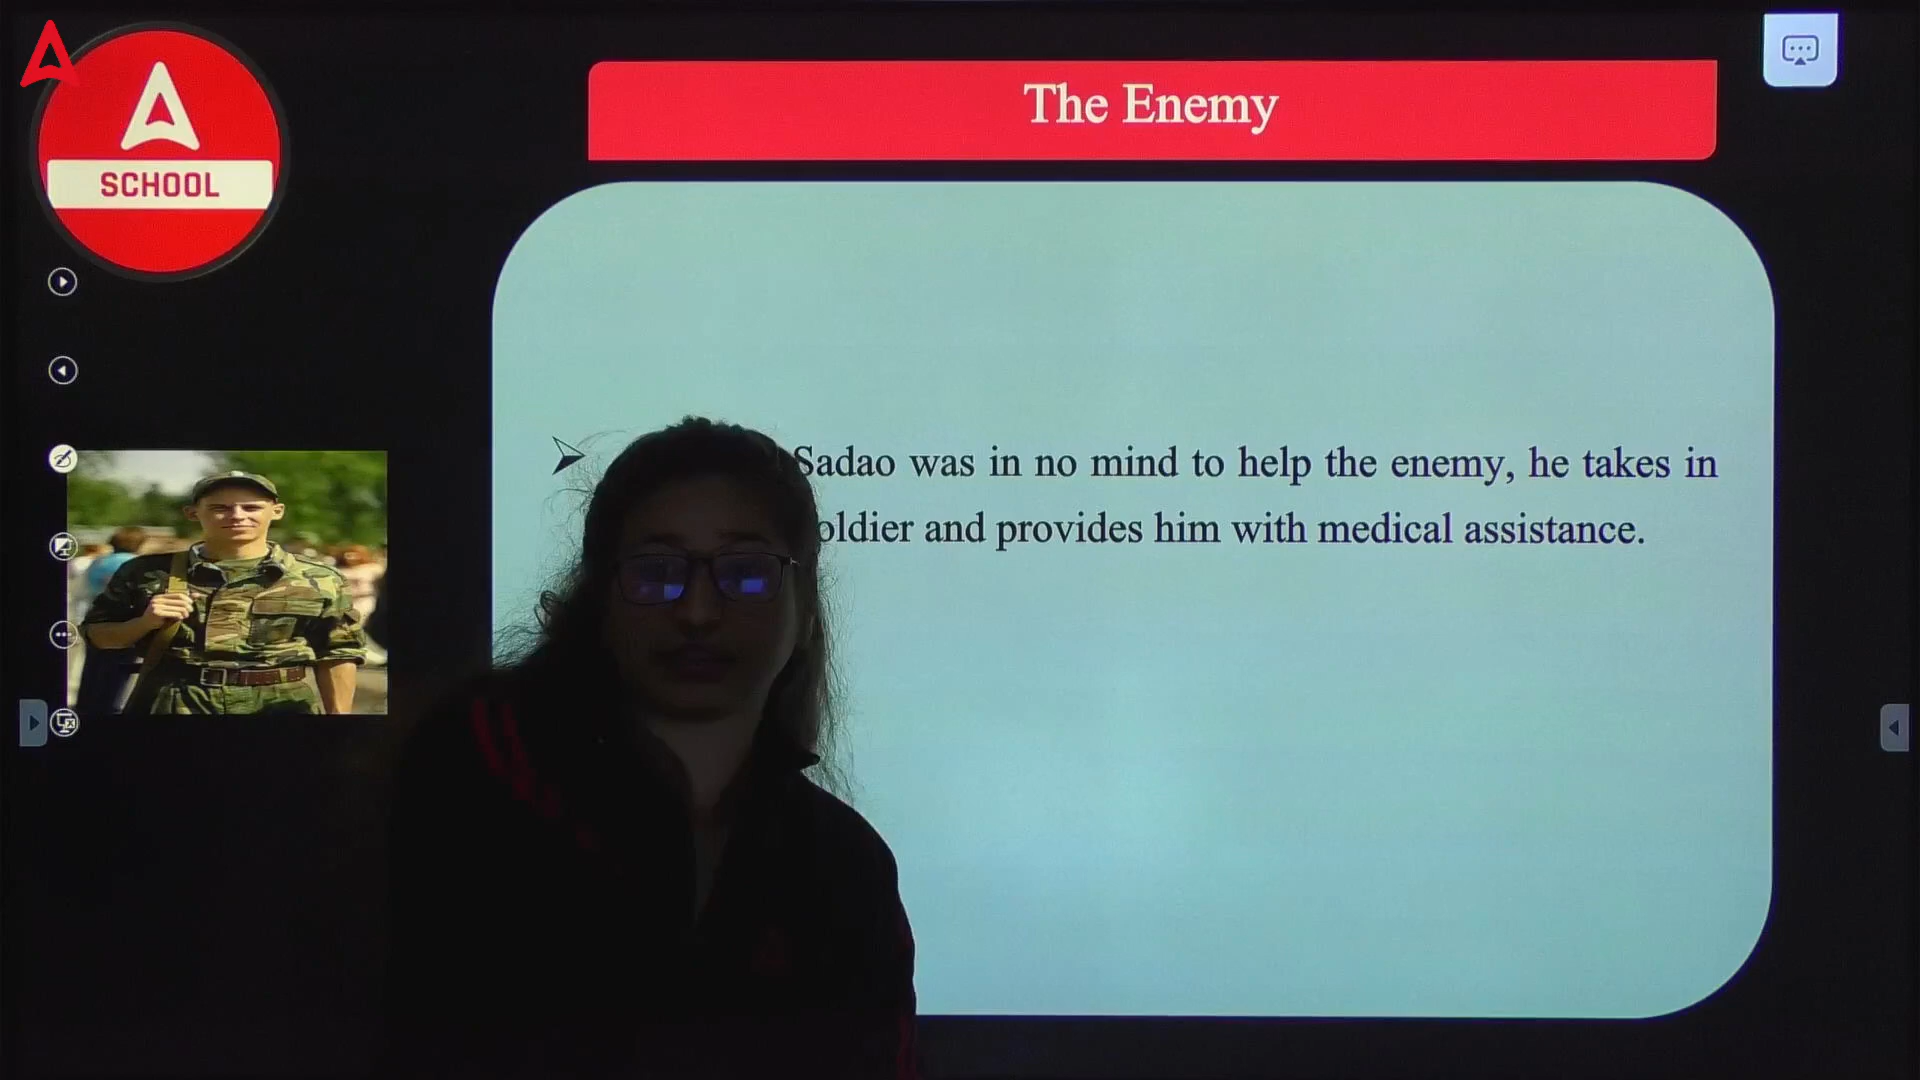 SCHOOL
The Enemy
Sadao was in no mind to help the enemy, he takes in
oldier and provides him with medical assistance.